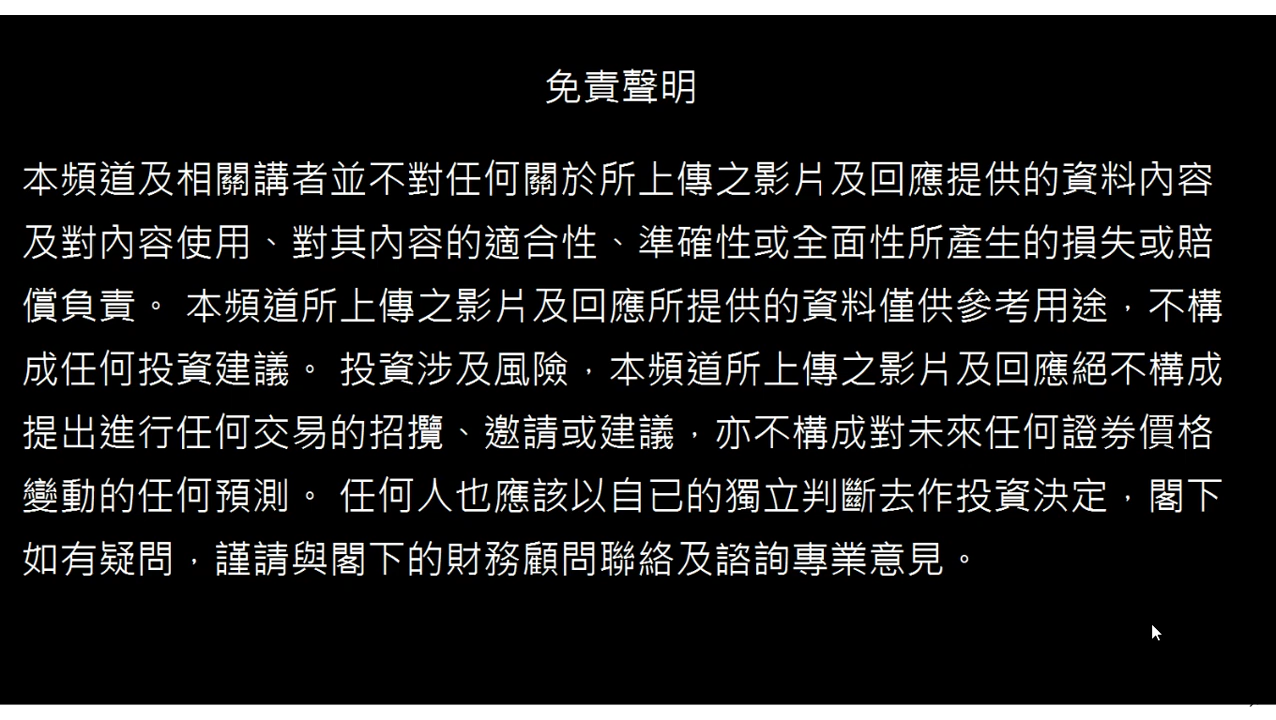 免責聲明
本頻道及相關講者並不對任何關於所上傳之影片及回應提供的資料內容
及對內容使用、對其內容的適合性、準確性或全面性所產生的損失或賠
償負責。 本頻道所上傳之影片及回應所提供的資料僅供參考用途，不構
成任何投資建議。 投資涉及風險，本頻道所上傳之影片及回應絕不構成
提出進行任何交易的招攬、邀請或建議，亦不構成對未來任何證券價格
變動的任何預測。 任何人也應該以自己的獨立判斷去作投資決定，閣下
如有疑問，謹請與閣下的財務顧問聯絡及諮詢專業意見。